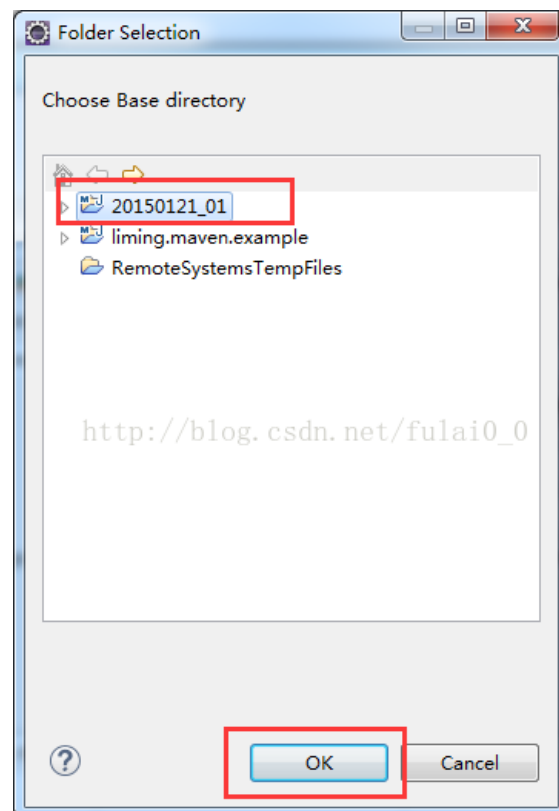 Folder Selection
Choose Base directory
20150121_01
liming.maven.example
RemoteSystemsTempFiles
http://blog.csdn.net/fulai0_0
OK
Cancel